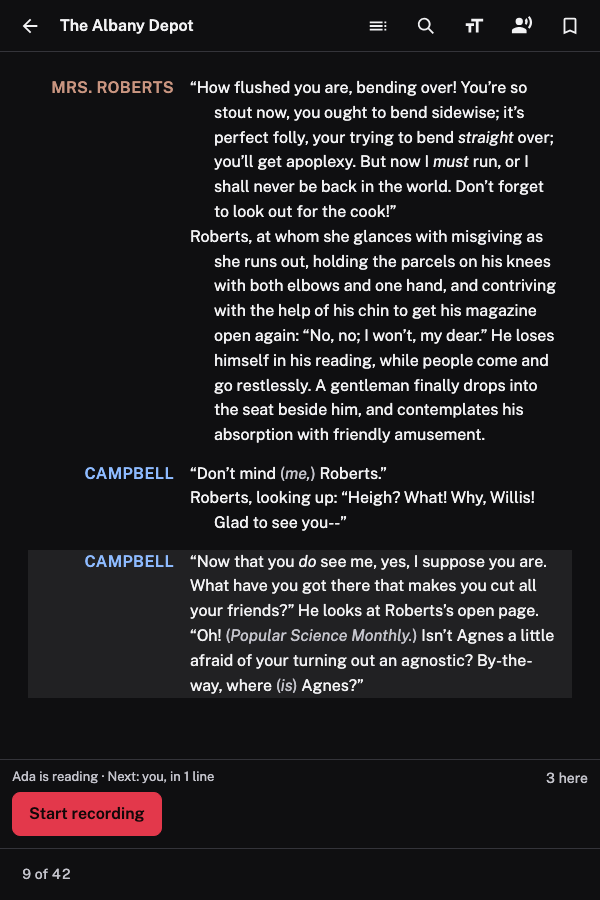 The Albany Depot
MRS. ROBERTS “How flushed you are, bending over! You’re so
stout now, you ought to bend sidewise; it’s
perfect folly, your trying to bend straight over;
you’ll get apoplexy. But now I must run, or I
shall never be back in the world. Don’t forget
to look out for the cook!”
Roberts, at whom she glances with misgiving as
she runs out, holding the parcels on his knees
with both elbows and one hand, and contriving
with the help of his chin to get his magazine
open again: “No, no; I won’t, my dear.” He loses
himself in his reading, while people come and
go restlessly. A gentleman finally drops into
the seat beside him, and contemplates his
absorption with friendly amusement.
CAMPBELL “Don’t mind (me,) Roberts.”
Roberts, looking up: “Heigh? What! Why, Willis!
Glad to see you--”
CAMPBELL “Now that you do see me, yes, I suppose you are.
What have you got there that makes you cut all
your friends?” He looks at Roberts’s open page.
“Oh! (Popular Science Monthly.) Isn’t Agnes a little
afraid of your turning out an agnostic? By-the-
way, where (is) Agnes?”
Ada is reading · Next: you, in 1 line
3 here
Start recording
9 of 42